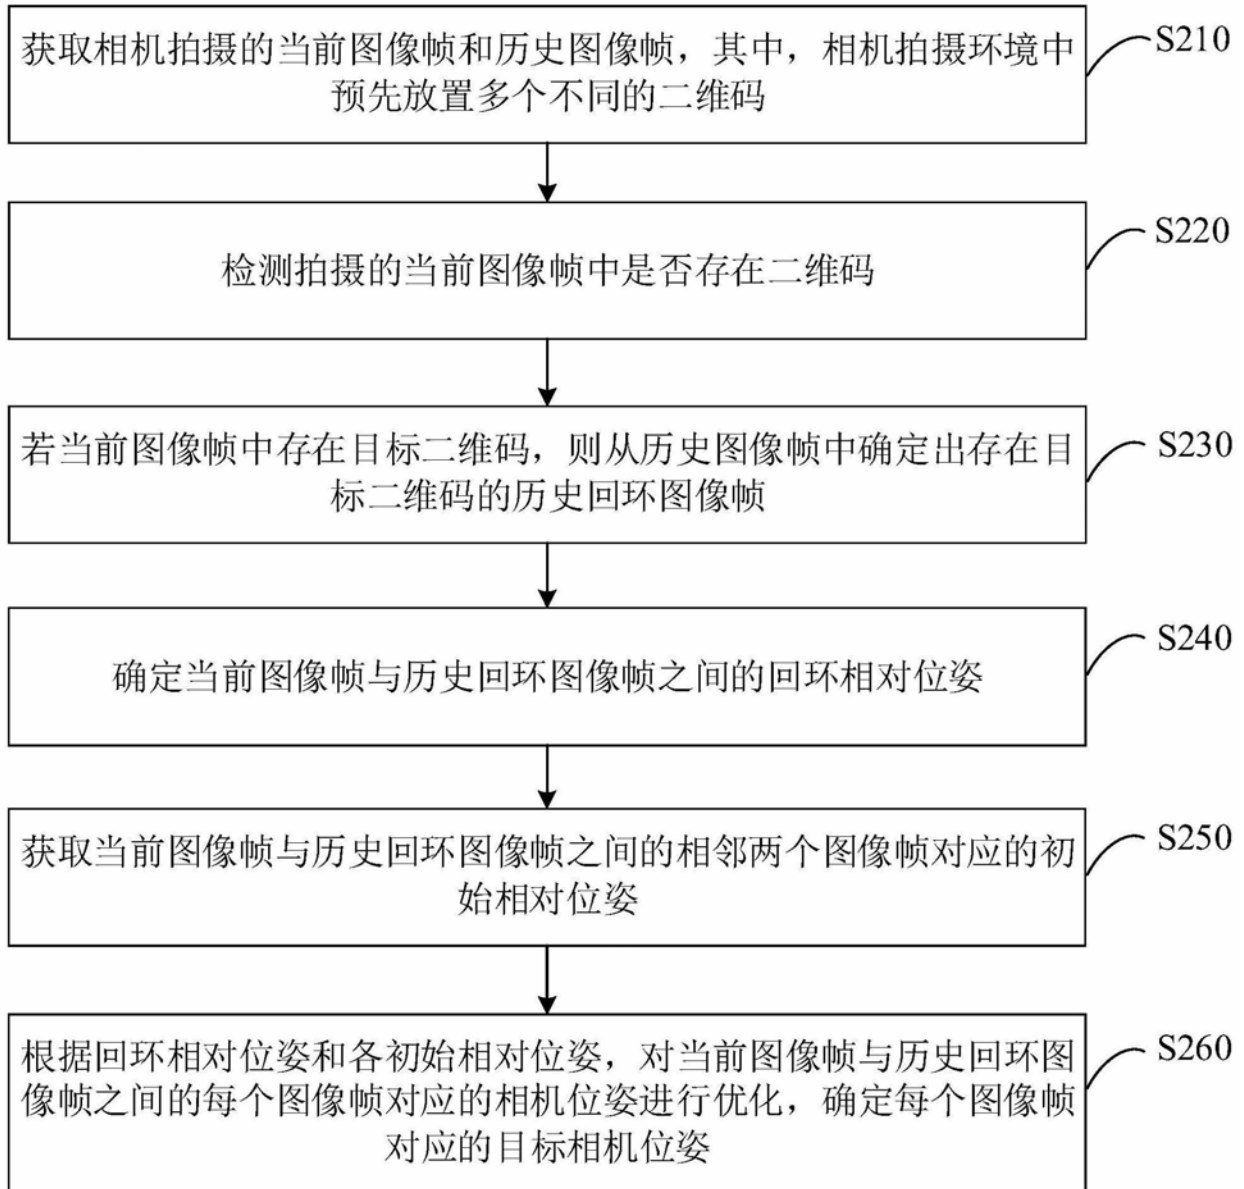 获取相机拍摄的当前图像帧和历史图像帧，其中，相机拍摄环境中
预先放置多个不同的二维码
S210
检测拍摄的当前图像帧中是否存在二维码
S220
若当前图像帧中存在目标二维码，则从历史图像帧中确定出存在目
标二维码的历史回环图像帧
S230
确定当前图像帧与历史回环图像帧之间的回环相对位姿
S240
获取当前图像帧与历史回环图像帧之间的相邻两个图像帧对应的初
始相对位姿
S250
根据回环相对位姿和各初始相对位姿，对当前图像帧与历史回环图
像帧之间的每个图像帧对应的相机位姿进行优化，确定每个图像帧
对应的目标相机位姿
S260